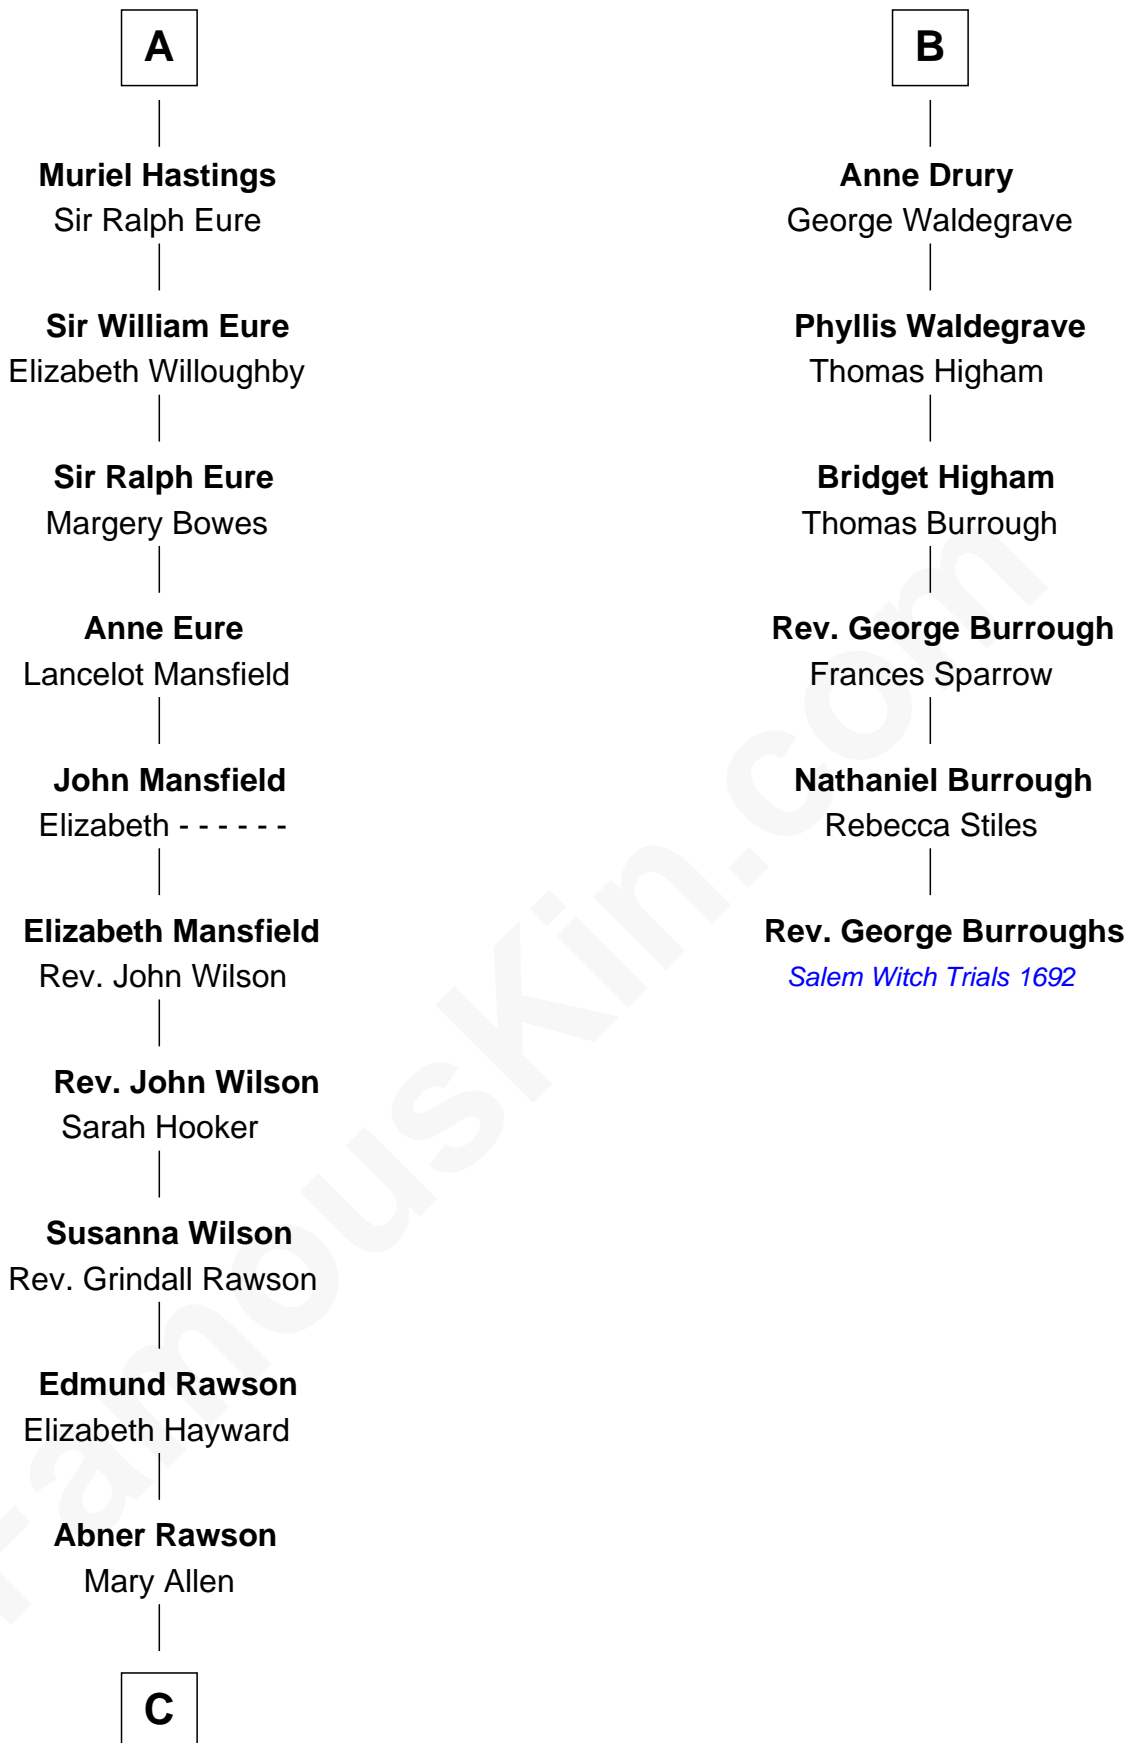 A
Muriel Hastings
Sir Ralph Eure
Sir William Eure
Elizabeth Willoughby
Sir Ralph Eure
Margery Bowes
Anne Eure
Lancelot Mansfield
John Mansfield
Elizabeth - - - - - -
Elizabeth Mansfield
Rev. John Wilson
Rev. John Wilson
Sarah Hooker
Susanna Wilson
Rev. Grindall Rawson
Edmund Rawson
Elizabeth Hayward
Abner Rawson
Mary Allen
C
B
Anne Drury
George Waldegrave
Phyllis Waldegrave
Thomas Higham
Bridget Higham
Thomas Burrough
Rev. George Burrough
Frances Sparrow
Nathaniel Burrough
Rebecca Stiles
Rev. George Burroughs
Salem Witch Trials 1692
FamousKin.com